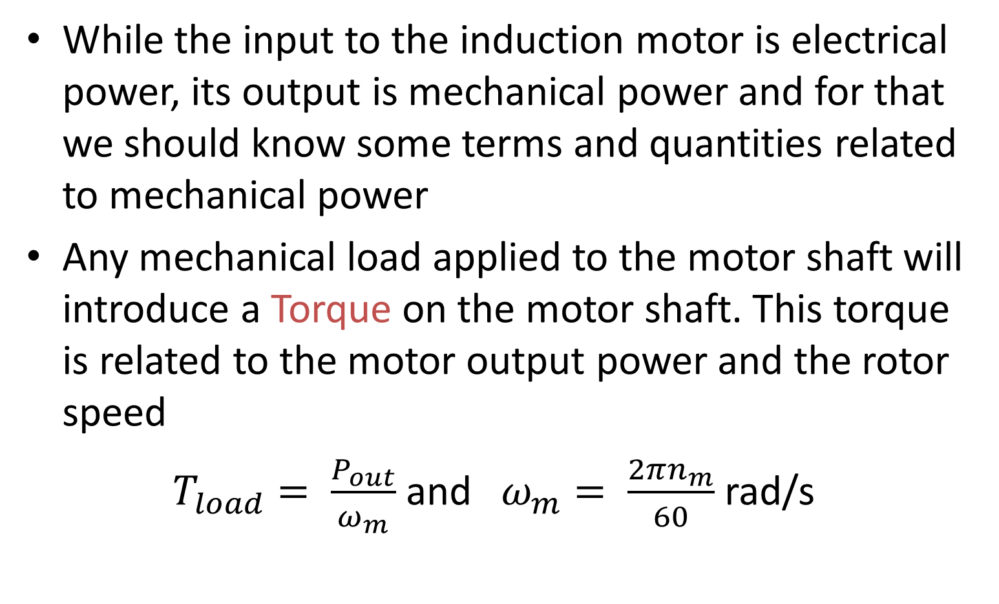 • While the input to the induction motor is electrical
power, its output is mechanical power and for that
we should know some terms and quantities related
to mechanical power
• Any mechanical load applied to the motor shaft will
introduce a Torque on the motor shaft. This torque
is related to the motor output power and the rotor
speed
$T_{load} = \frac{P_{out}}{\omega_m}$ and $\omega_m = \frac{2\pi n_m}{60}$ rad/s